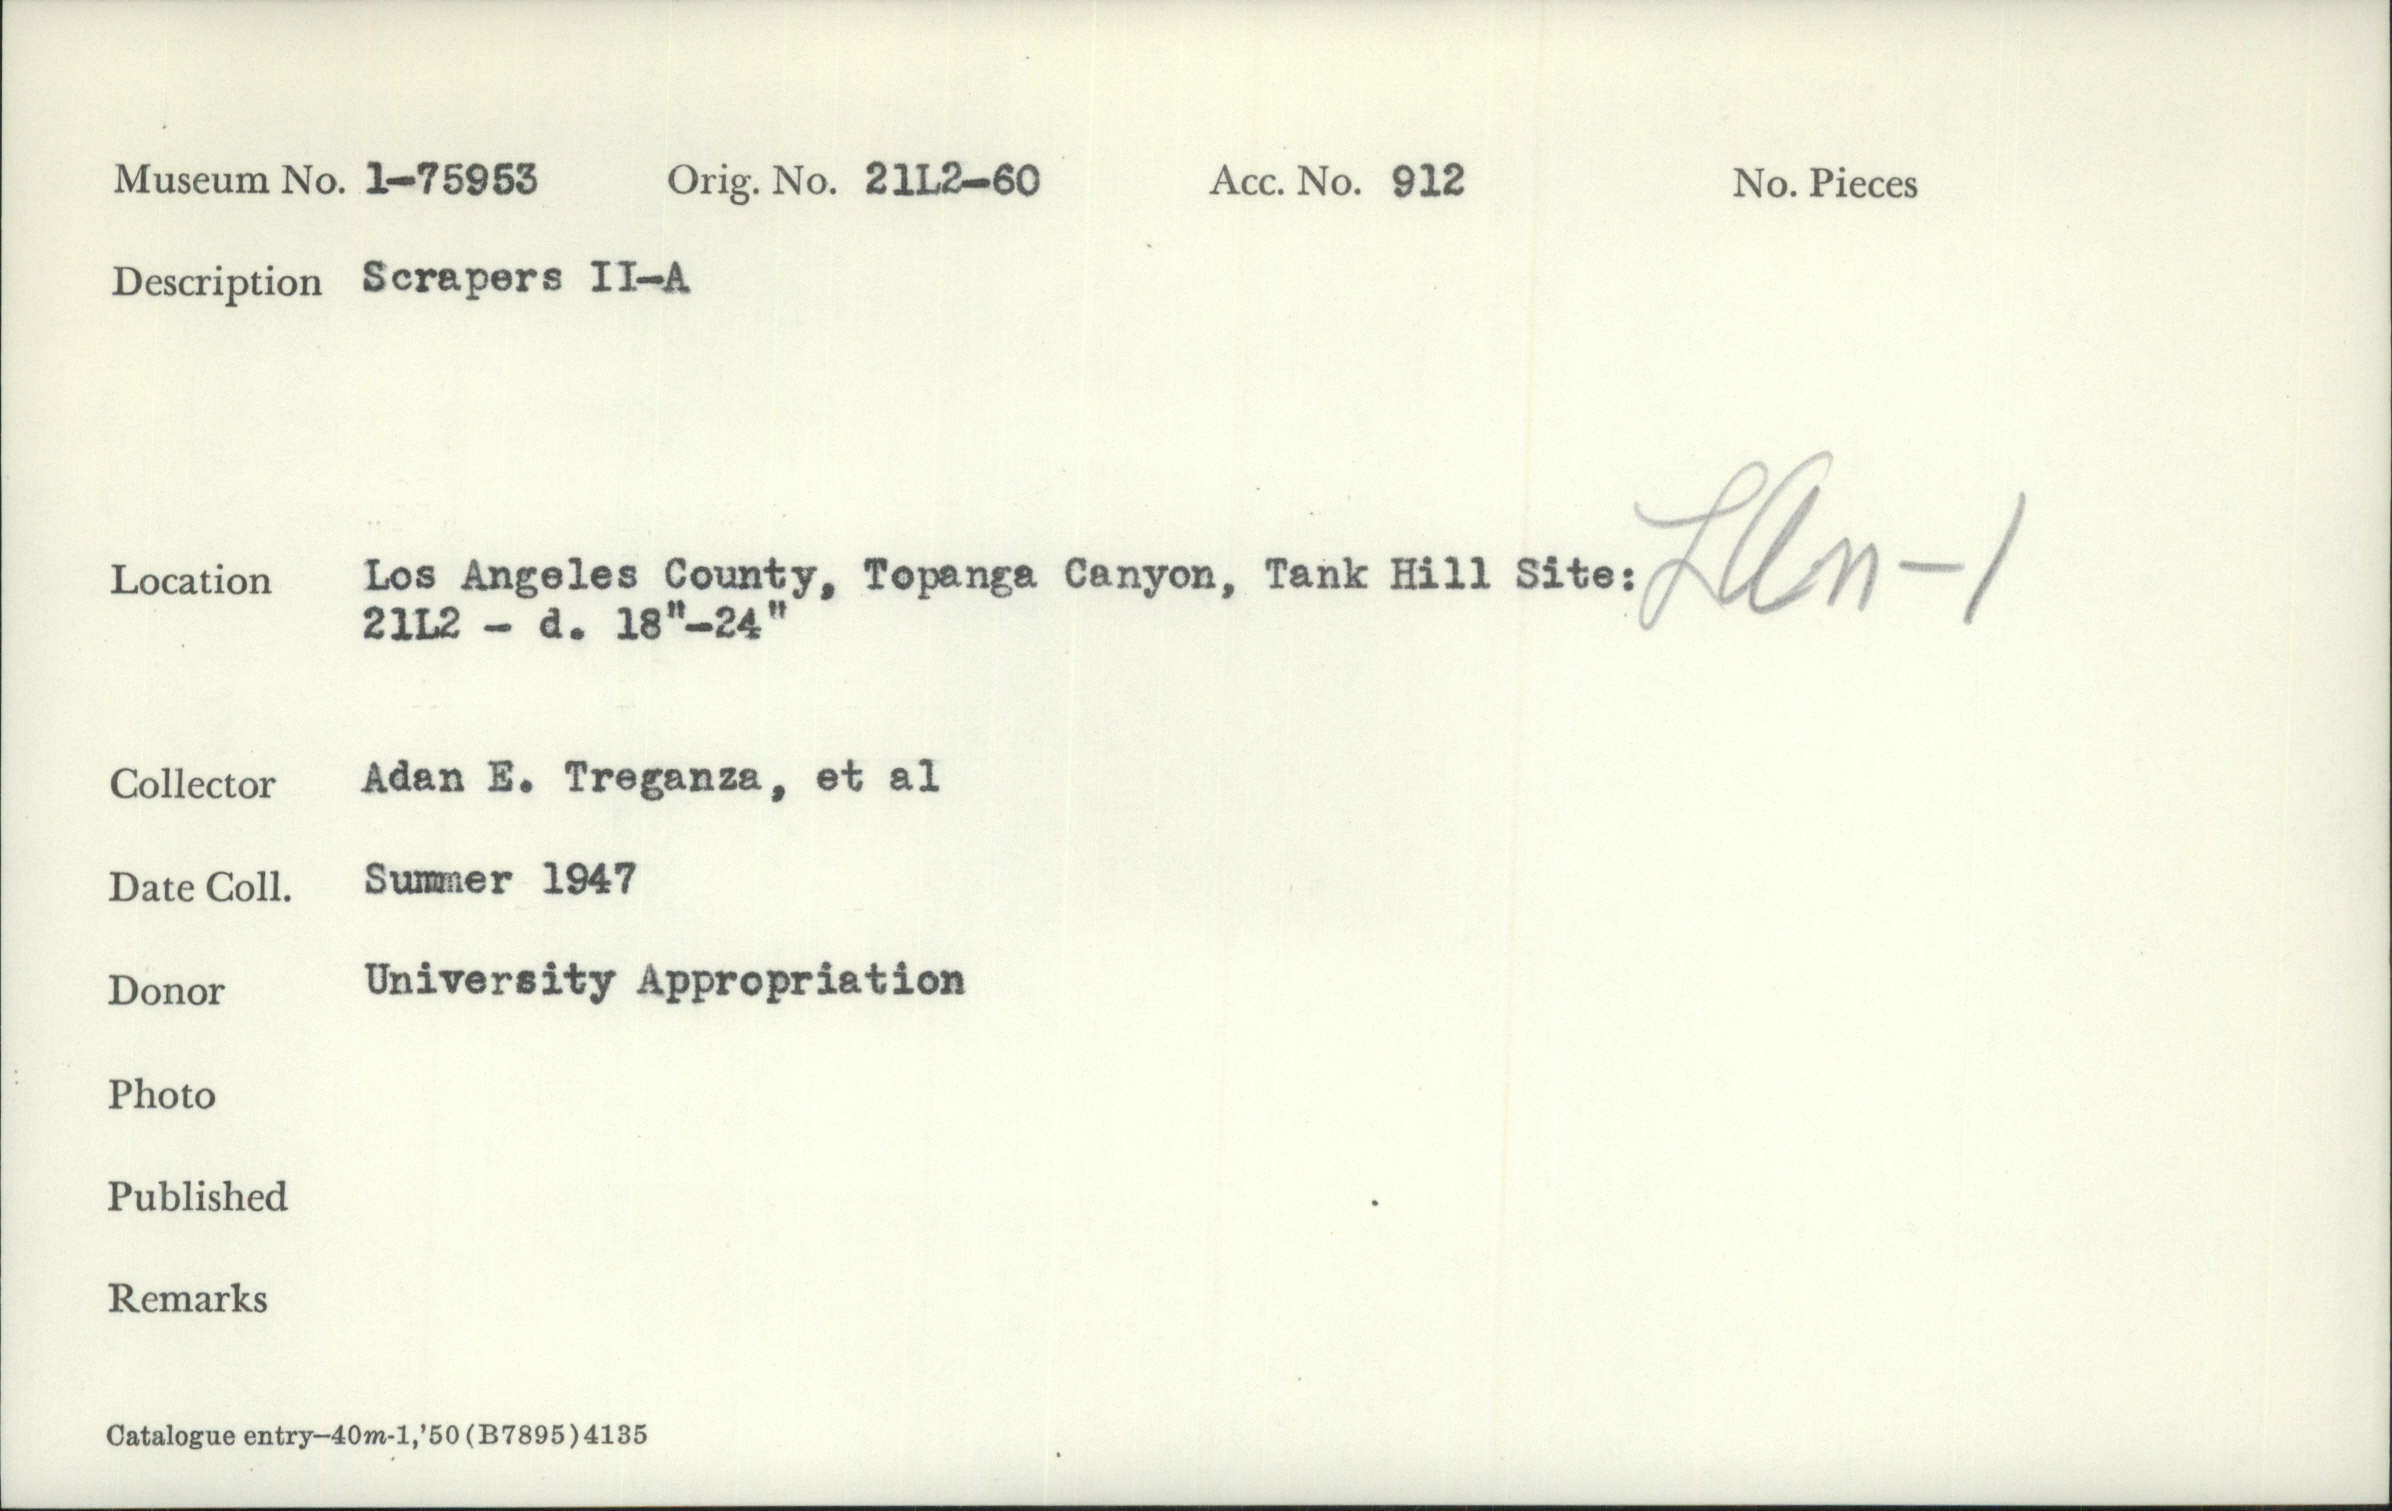 Museum No. 1-75953 Orig. No. 21L2-60 Acc. No. 912 No. Pieces
Description Scrapers II-A
Location Los Angeles County, Topanga Canyon, Tank Hill Site: LAn-1
21L2 - d. 18"-24"
Collector Adan E. Treganza, et al
Date Coll. Summer 1947
Donor University Appropriation
Photo
Published
Remarks
Catalogue entry—40m-1,'50(B7895)4135